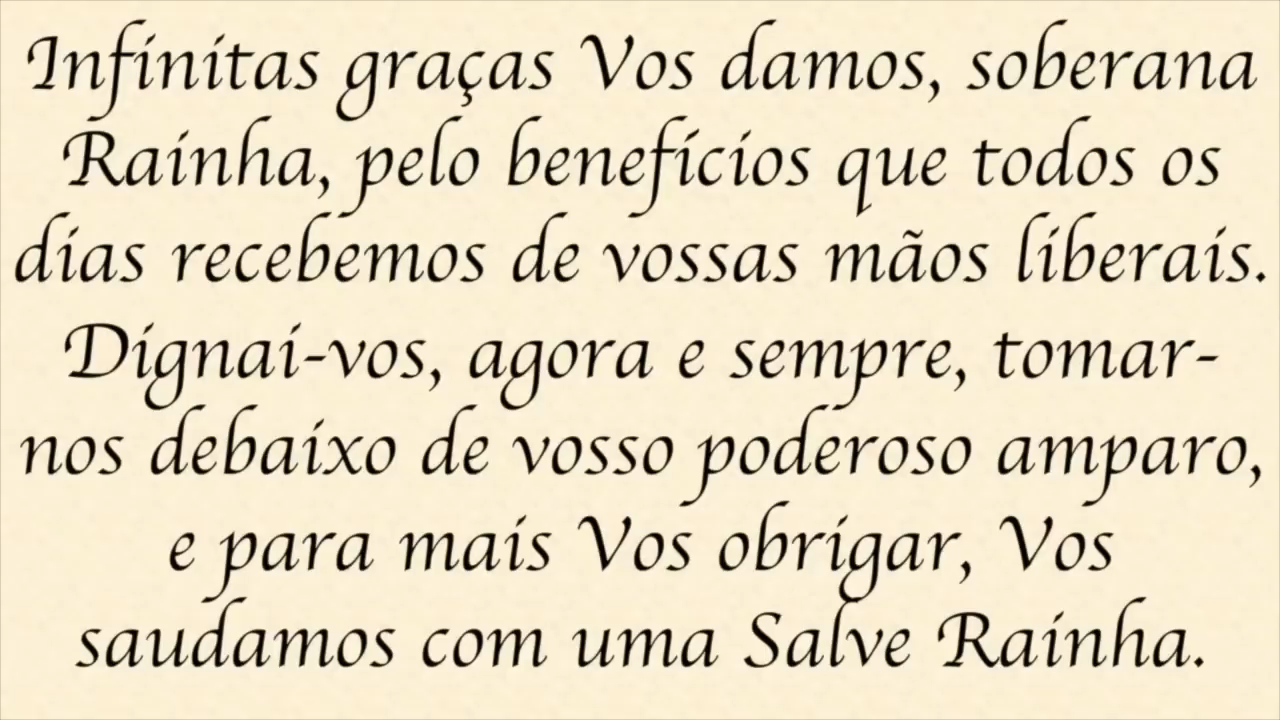 Infinitas graças Vos damos, soberana
Rainha, pelo benefícios que todos os
dias recebemos de vossas mãos liberais.
Dignai-vos, agora e sempre, tomar-
nos debaixo de vosso poderoso amparo,
e para mais Vos obrigar, Vos
saudamos com uma Salve Rainha.